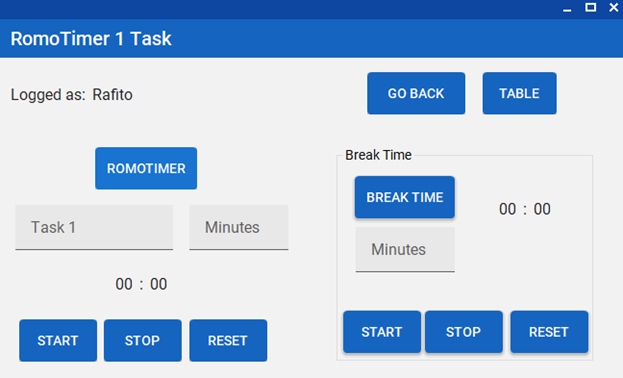 RomoTimer 1 Task
Logged as: Rafito
GO BACK
TABLE
ROMOTIMER
Task 1
Minutes
00 : 00
START
STOP
RESET
Break Time
BREAK TIME
00 : 00
Minutes
START
STOP
RESET